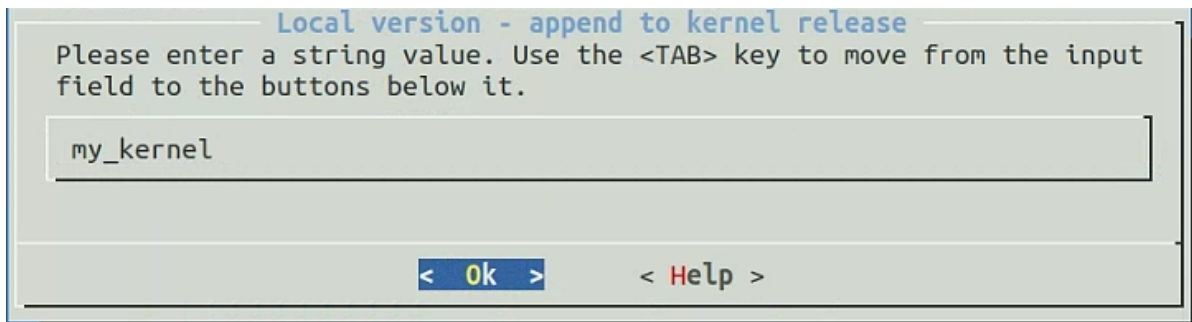 Local version - append to kernel release
Please enter a string value. Use the <TAB> key to move from the input
field to the buttons below it.
my_kernel
< Ok > < Help >